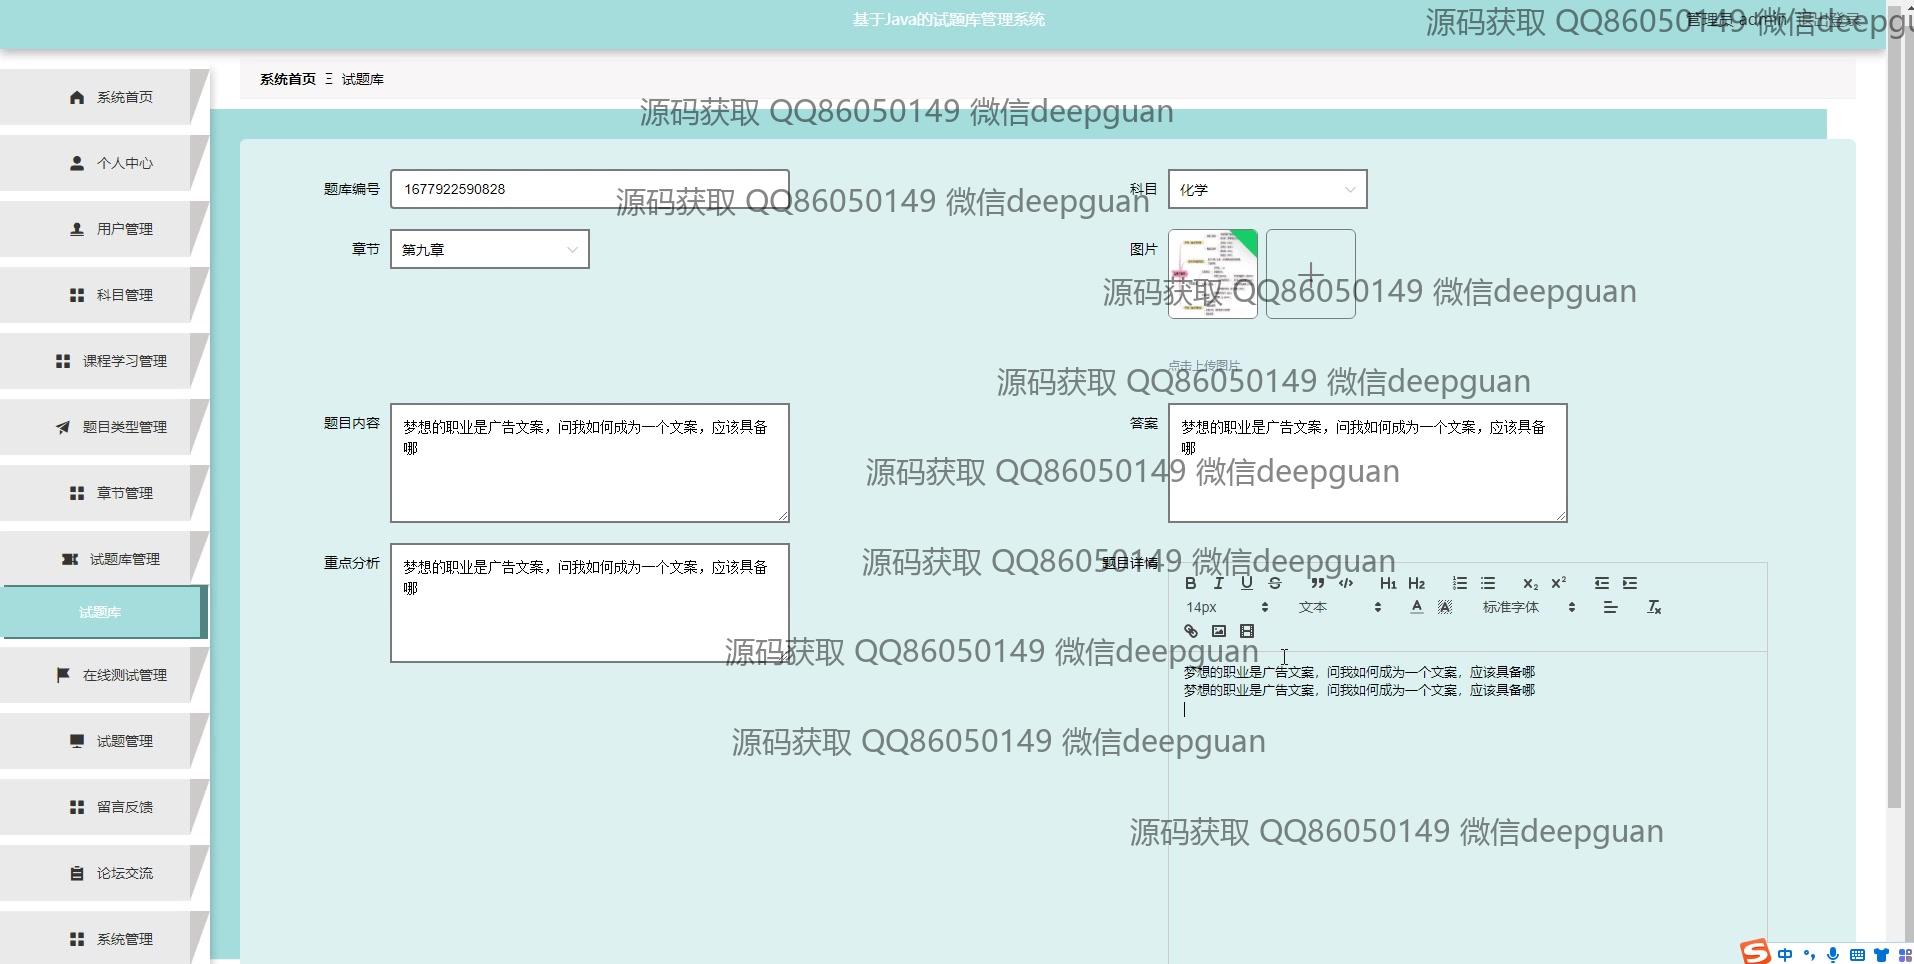 基于Java的试题库管理系统
源码获取 QQ86050149 微信deepgu
管理员 admin 退出登录
系统首页 Ξ 试题库
源码获取 QQ86050149 微信deepguan
系统首页
个人中心
用户管理
科目管理
课程学习管理
题目类型管理
章节管理
试题库管理
试题库
在线测试管理
试题管理
留言反馈
论坛交流
系统管理
题库编号
1677922590828
科目
化学
源码获取 QQ86050149 微信deepguan
章节
第九章
图片
源码获取 QQ86050149 微信deepguan
点击上传图片
源码获取 QQ86050149 微信deepguan
题目内容
梦想的职业是广告文案，问我如何成为一个文案，应该具备
哪
答案
梦想的职业是广告文案，问我如何成为一个文案，应该具备
哪
源码获取 QQ86050149 微信deepguan
重点分析
梦想的职业是广告文案，问我如何成为一个文案，应该具备
哪
源码获取 QQ86050149 微信deepguan
题目详情
B I U S H1 H2 X2 X2
14px 文本 A A 标准字体 Tx
源码获取 QQ86050149 微信deepguan
梦想的职业是广告文案，问我如何成为一个文案，应该具备哪
梦想的职业是广告文案，问我如何成为一个文案，应该具备哪
源码获取 QQ86050149 微信deepguan
源码获取 QQ86050149 微信deepguan
S 中